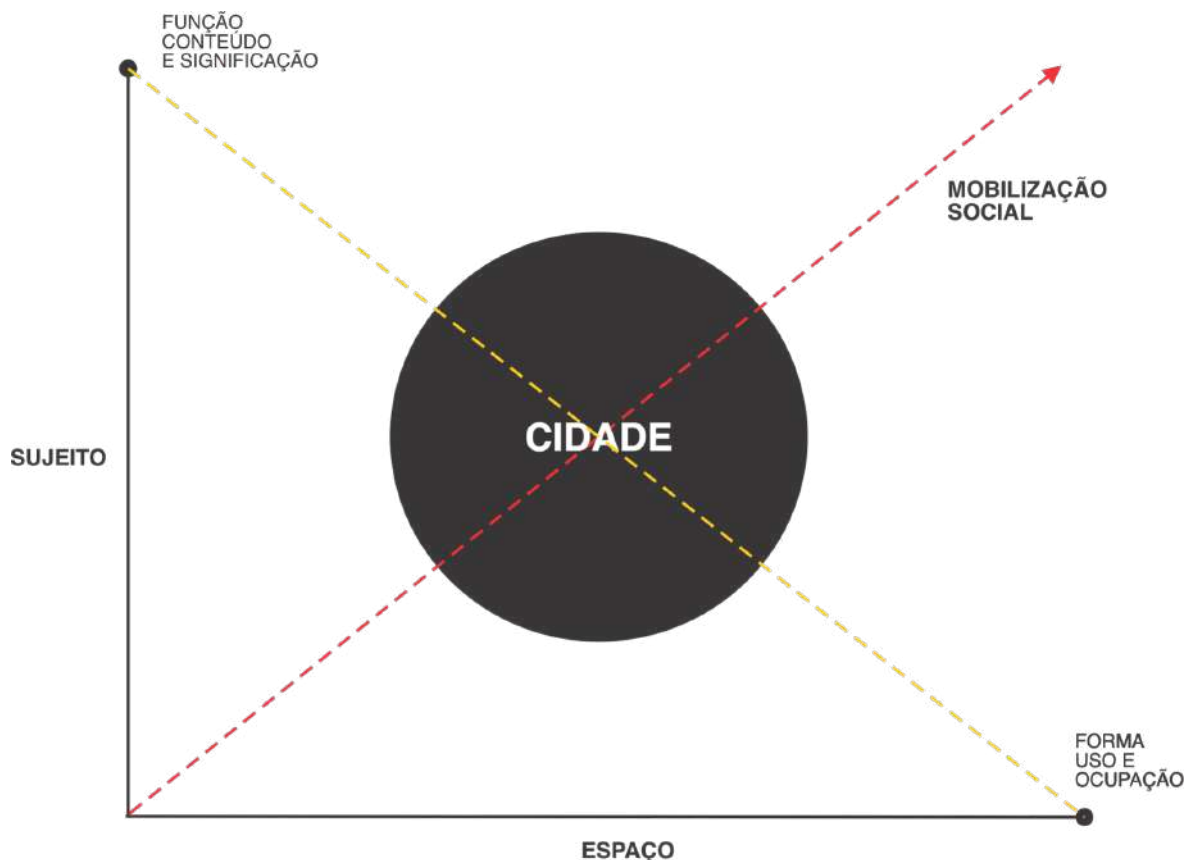 FUNÇÃO
CONTEÚDO
E SIGNIFICAÇÃO
MOBILIZAÇÃO
SOCIAL
CIDADE
SUJEITO
FORMA
USO E
OCUPAÇÃO
ESPAÇO